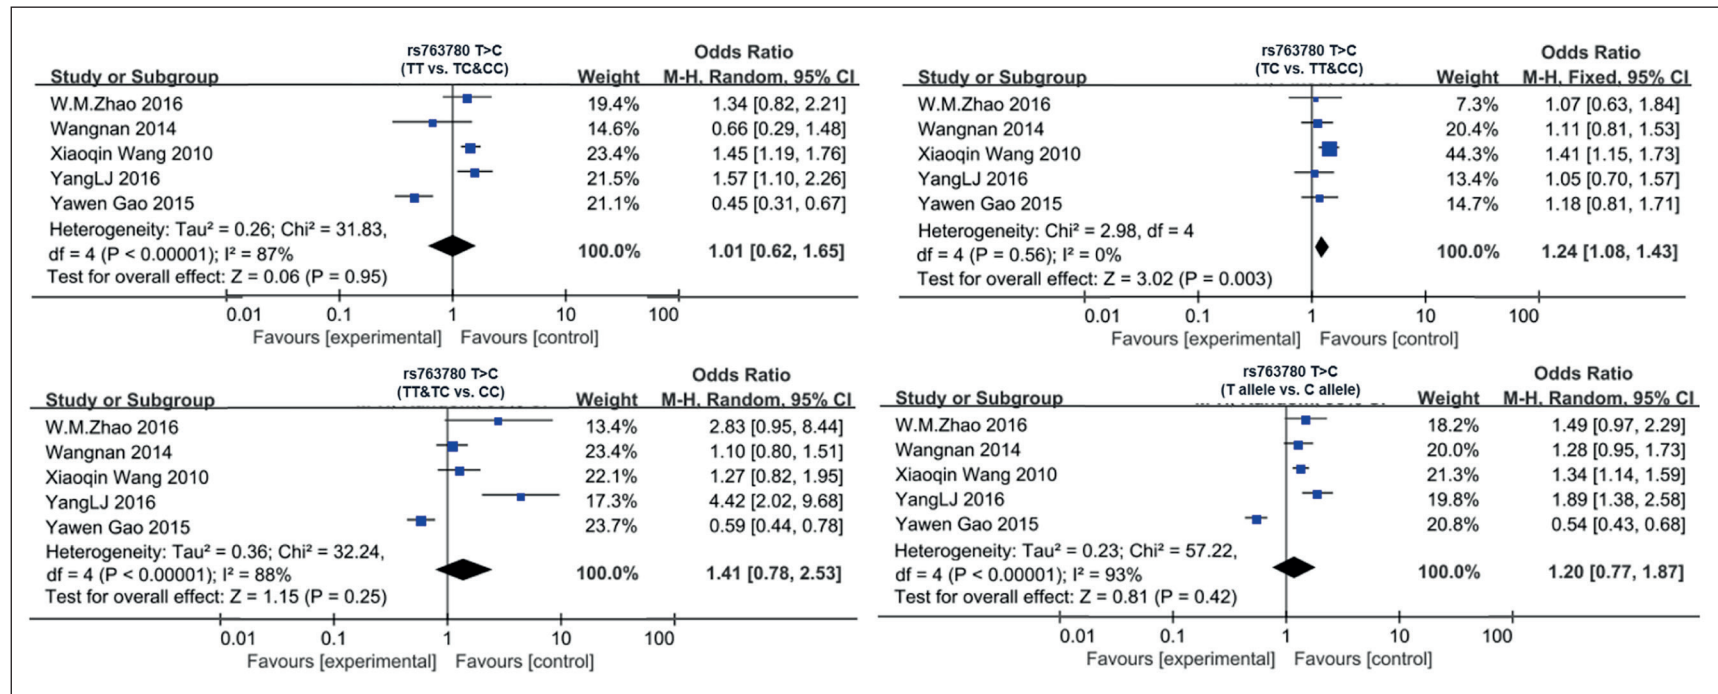 rs763780 T>C Odds Ratio
Study or Subgroup (TT vs. TC&CC) Weight M-H, Random, 95% CI
W.M.Zhao 2016 19.4% 1.34 [0.82, 2.21]
Wangnan 2014 14.6% 0.66 [0.29, 1.48]
Xiaoqin Wang 2010 23.4% 1.45 [1.19, 1.76]
YangLJ 2016 21.5% 1.57 [1.10, 2.26]
Yawen Gao 2015 21.1% 0.45 [0.31, 0.67]
Heterogeneity: Tau² = 0.26; Chi² = 31.83,
df = 4 (P < 0.00001); I² = 87% 100.0% 1.01 [0.62, 1.65]
Test for overall effect: Z = 0.06 (P = 0.95)
0.01 0.1 1 10 100
Favours [experimental] Favours [control]
rs763780 T>C Odds Ratio
Study or Subgroup (TC vs. TT&CC) Weight M-H, Fixed, 95% CI
W.M.Zhao 2016 7.3% 1.07 [0.63, 1.84]
Wangnan 2014 20.4% 1.11 [0.81, 1.53]
Xiaoqin Wang 2010 44.3% 1.41 [1.15, 1.73]
YangLJ 2016 13.4% 1.05 [0.70, 1.57]
Yawen Gao 2015 14.7% 1.18 [0.81, 1.71]
Heterogeneity: Chi² = 2.98, df = 4
df = 4 (P = 0.56); I² = 0% 100.0% 1.24 [1.08, 1.43]
Test for overall effect: Z = 3.02 (P = 0.003)
0.01 0.1 1 10 100
Favours [experimental] Favours [control]
rs763780 T>C Odds Ratio
Study or Subgroup (TT&TC vs. CC) Weight M-H, Random, 95% CI
W.M.Zhao 2016 13.4% 2.83 [0.95, 8.44]
Wangnan 2014 23.4% 1.10 [0.80, 1.51]
Xiaoqin Wang 2010 22.1% 1.27 [0.82, 1.95]
YangLJ 2016 17.3% 4.42 [2.02, 9.68]
Yawen Gao 2015 23.7% 0.59 [0.44, 0.78]
Heterogeneity: Tau² = 0.36; Chi² = 32.24,
df = 4 (P < 0.00001); I² = 88% 100.0% 1.41 [0.78, 2.53]
Test for overall effect: Z = 1.15 (P = 0.25)
0.01 0.1 1 10 100
Favours [experimental] Favours [control]
rs763780 T>C Odds Ratio
Study or Subgroup (T allele vs. C allele) Weight M-H, Random, 95% CI
W.M.Zhao 2016 18.2% 1.49 [0.97, 2.29]
Wangnan 2014 20.0% 1.28 [0.95, 1.73]
Xiaoqin Wang 2010 21.3% 1.34 [1.14, 1.59]
YangLJ 2016 19.8% 1.89 [1.38, 2.58]
Yawen Gao 2015 20.8% 0.54 [0.43, 0.68]
Heterogeneity: Tau² = 0.23; Chi² = 57.22,
df = 4 (P < 0.00001); I² = 93% 100.0% 1.20 [0.77, 1.87]
Test for overall effect: Z = 0.81 (P = 0.42)
0.01 0.1 1 10 100
Favours [experimental] Favours [control]